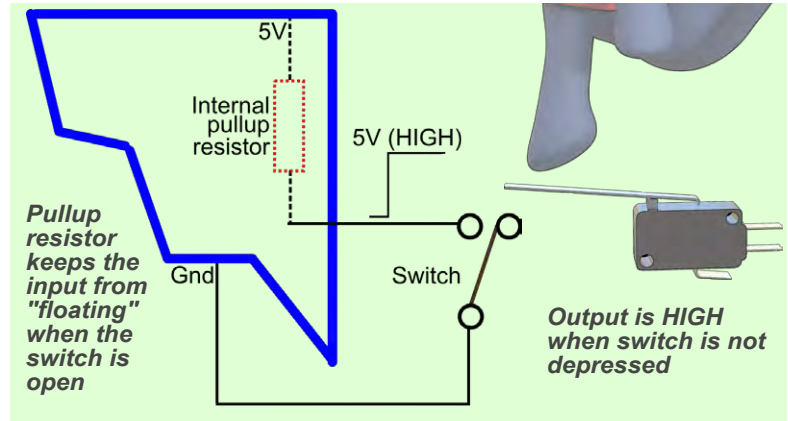 5V
Internal
pullup
resistor
5V (HIGH)
Pullup
resistor
keeps the
input from
"floating"
when the
switch is
open
Gnd
Switch
Output is HIGH
when switch is not
depressed